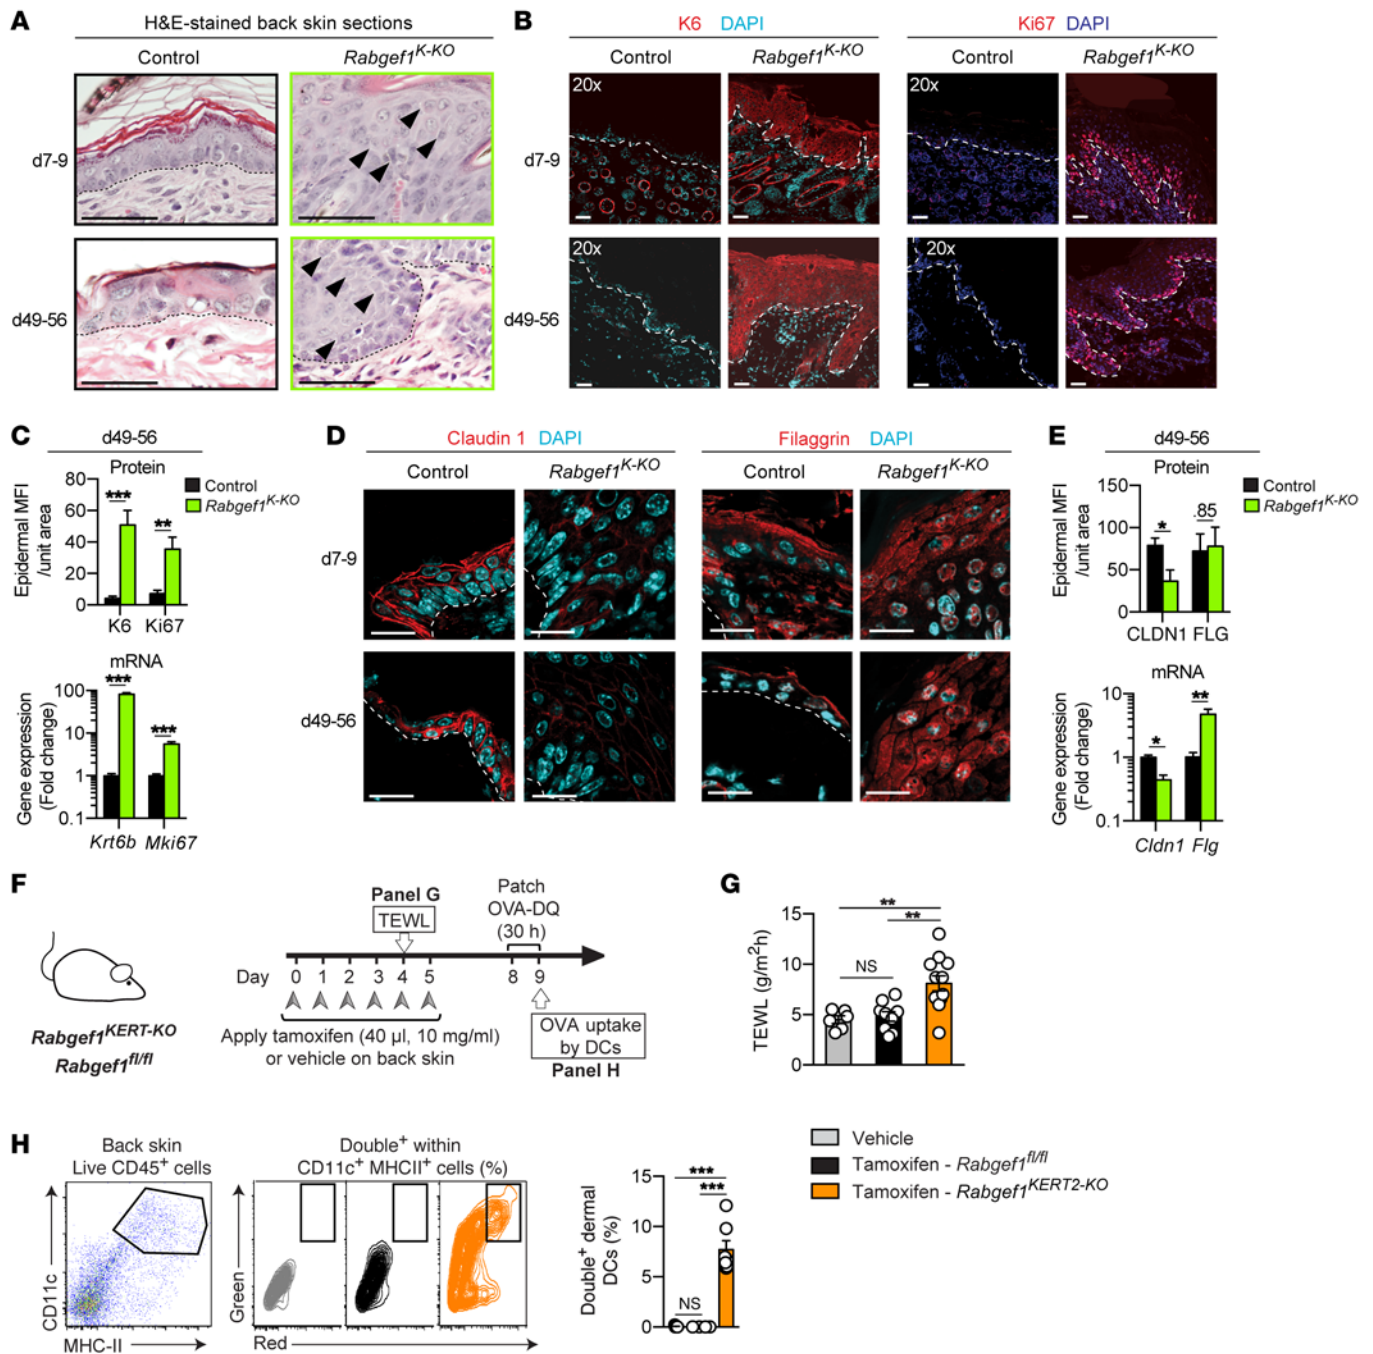 A
H&E-stained back skin sections
Control
Rabgef1K-KO
d7-9
d49-56
B
K6 DAPI
Ki67 DAPI
Control
Rabgef1K-KO
Control
Rabgef1K-KO
d7-9
20x
20x
d49-56
20x
20x
C
d49-56
Protein
Epidermal MFI
/unit area
80
60
40
20
0
***
**
K6 Ki67
Control
Rabgef1K-KO
mRNA
Gene expression
(Fold change)
100
10
1
0.1
***
***
Krt6b Mki67
D
Claudin 1 DAPI
Filaggrin DAPI
Control
Rabgef1K-KO
Control
Rabgef1K-KO
d7-9
d49-56
E
d49-56
Protein
Epidermal MFI
/unit area
150
100
50
0
*
.85
CLDN1 FLG
Control
Rabgef1K-KO
mRNA
Gene expression
(Fold change)
10
1
0.1
*
**
Cldn1 Flg
F
Rabgef1KERT-KO
Rabgef1fl/fl
Panel G
TEWL
Patch
OVA-DQ
(30 h)
Day 0 1 2 3 4 5 8 9
Apply tamoxifen (40 µl, 10 mg/ml)
or vehicle on back skin
OVA uptake
by DCs
Panel H
G
TEWL (g/m2h)
15
10
5
0
**
**
NS
H
Back skin
Live CD45+ cells
CD11c
MHC-II
Double+ within
CD11c+ MHCII+ cells (%)
Green
Red
Double+ dermal
DCs (%)
15
10
5
0
***
***
NS
Vehicle
Tamoxifen - Rabgef1fl/fl
Tamoxifen - Rabgef1KERT2-KO